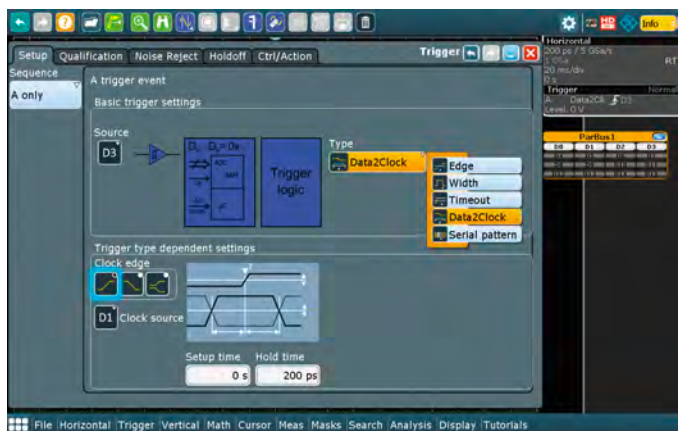 HD
Info
Horizontal
200 ps / 5 GSa/s
RT
20 ms/div
0 s
Trigger
Normal
A:
D3
Level: 0 V
Setup
Qualification
Noise Reject
Holdoff
Ctrl/Action
Trigger
Sequence
A only
A trigger event
Basic trigger settings
Source
D3
Trigger
logic
Type
Data2Clock
Edge
Width
Timeout
Data2Clock
Serial pattern
ParBus1
D0 D1 D2 D3
Trigger type dependent settings
Clock edge
D1
Clock source
Setup time
Hold time
0 s
200 ps
File Horizontal Trigger Vertical Math Cursor Meas Masks Search Analysis Display Tutorials